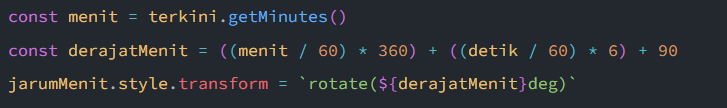 const menit = terkini.getMinutes()
const derajatMenit = ((menit / 60) * 360) + ((detik / 60) * 6) + 90
jarumMenit.style.transform = `rotate(${derajatMenit}deg)`